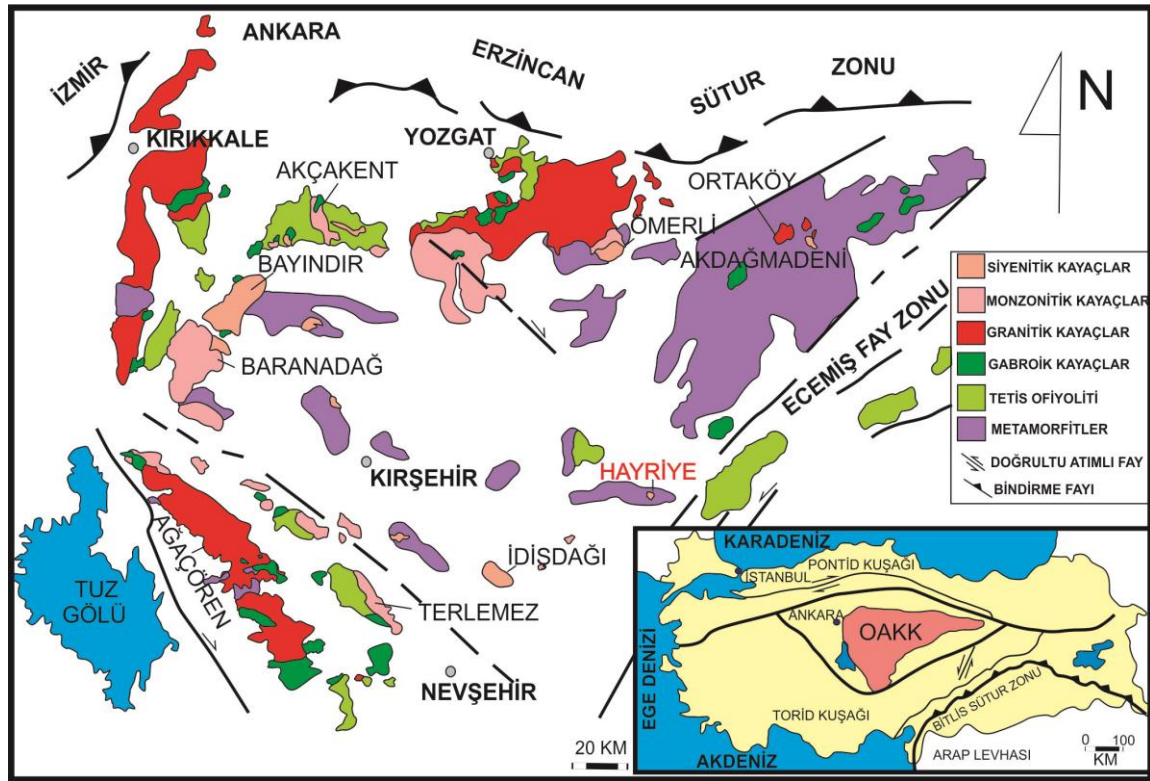 ANKARA
İZMİR
ERZİNCAN
SÜTUR
ZONU
N
KIRIKKALE
YOZGAT
AKÇAKENT
ORTAKÖY
ÖMERLİ
AKDAĞMADENİ
BAYINDIR
BARANADAĞ
ECEMİŞ FAY ZONU
SİYENİTİK KAYAÇLAR
MONZONİTİK KAYAÇLAR
GRANİTİK KAYAÇLAR
GABROİK KAYAÇLAR
TETİS OFİYOLİTİ
METAMORFİTLER
DOĞRULTU ATIMLI FAY
BİNDİRME FAYI
KIRŞEHİR
HAYRİYE
AĞAÇÖREN
İDİŞDAĞI
TUZ
GÖLÜ
TERLEMEZ
NEVŞEHİR
20 KM
KARADENİZ
PONTİD KUŞAĞI
İSTANBUL
ANKARA
OAKK
EGE DENİZİ
TORİD KUŞAĞI
BİTLİS SÜTUR ZONU
AKDENİZ
ARAP LEVHASI
0 100
KM